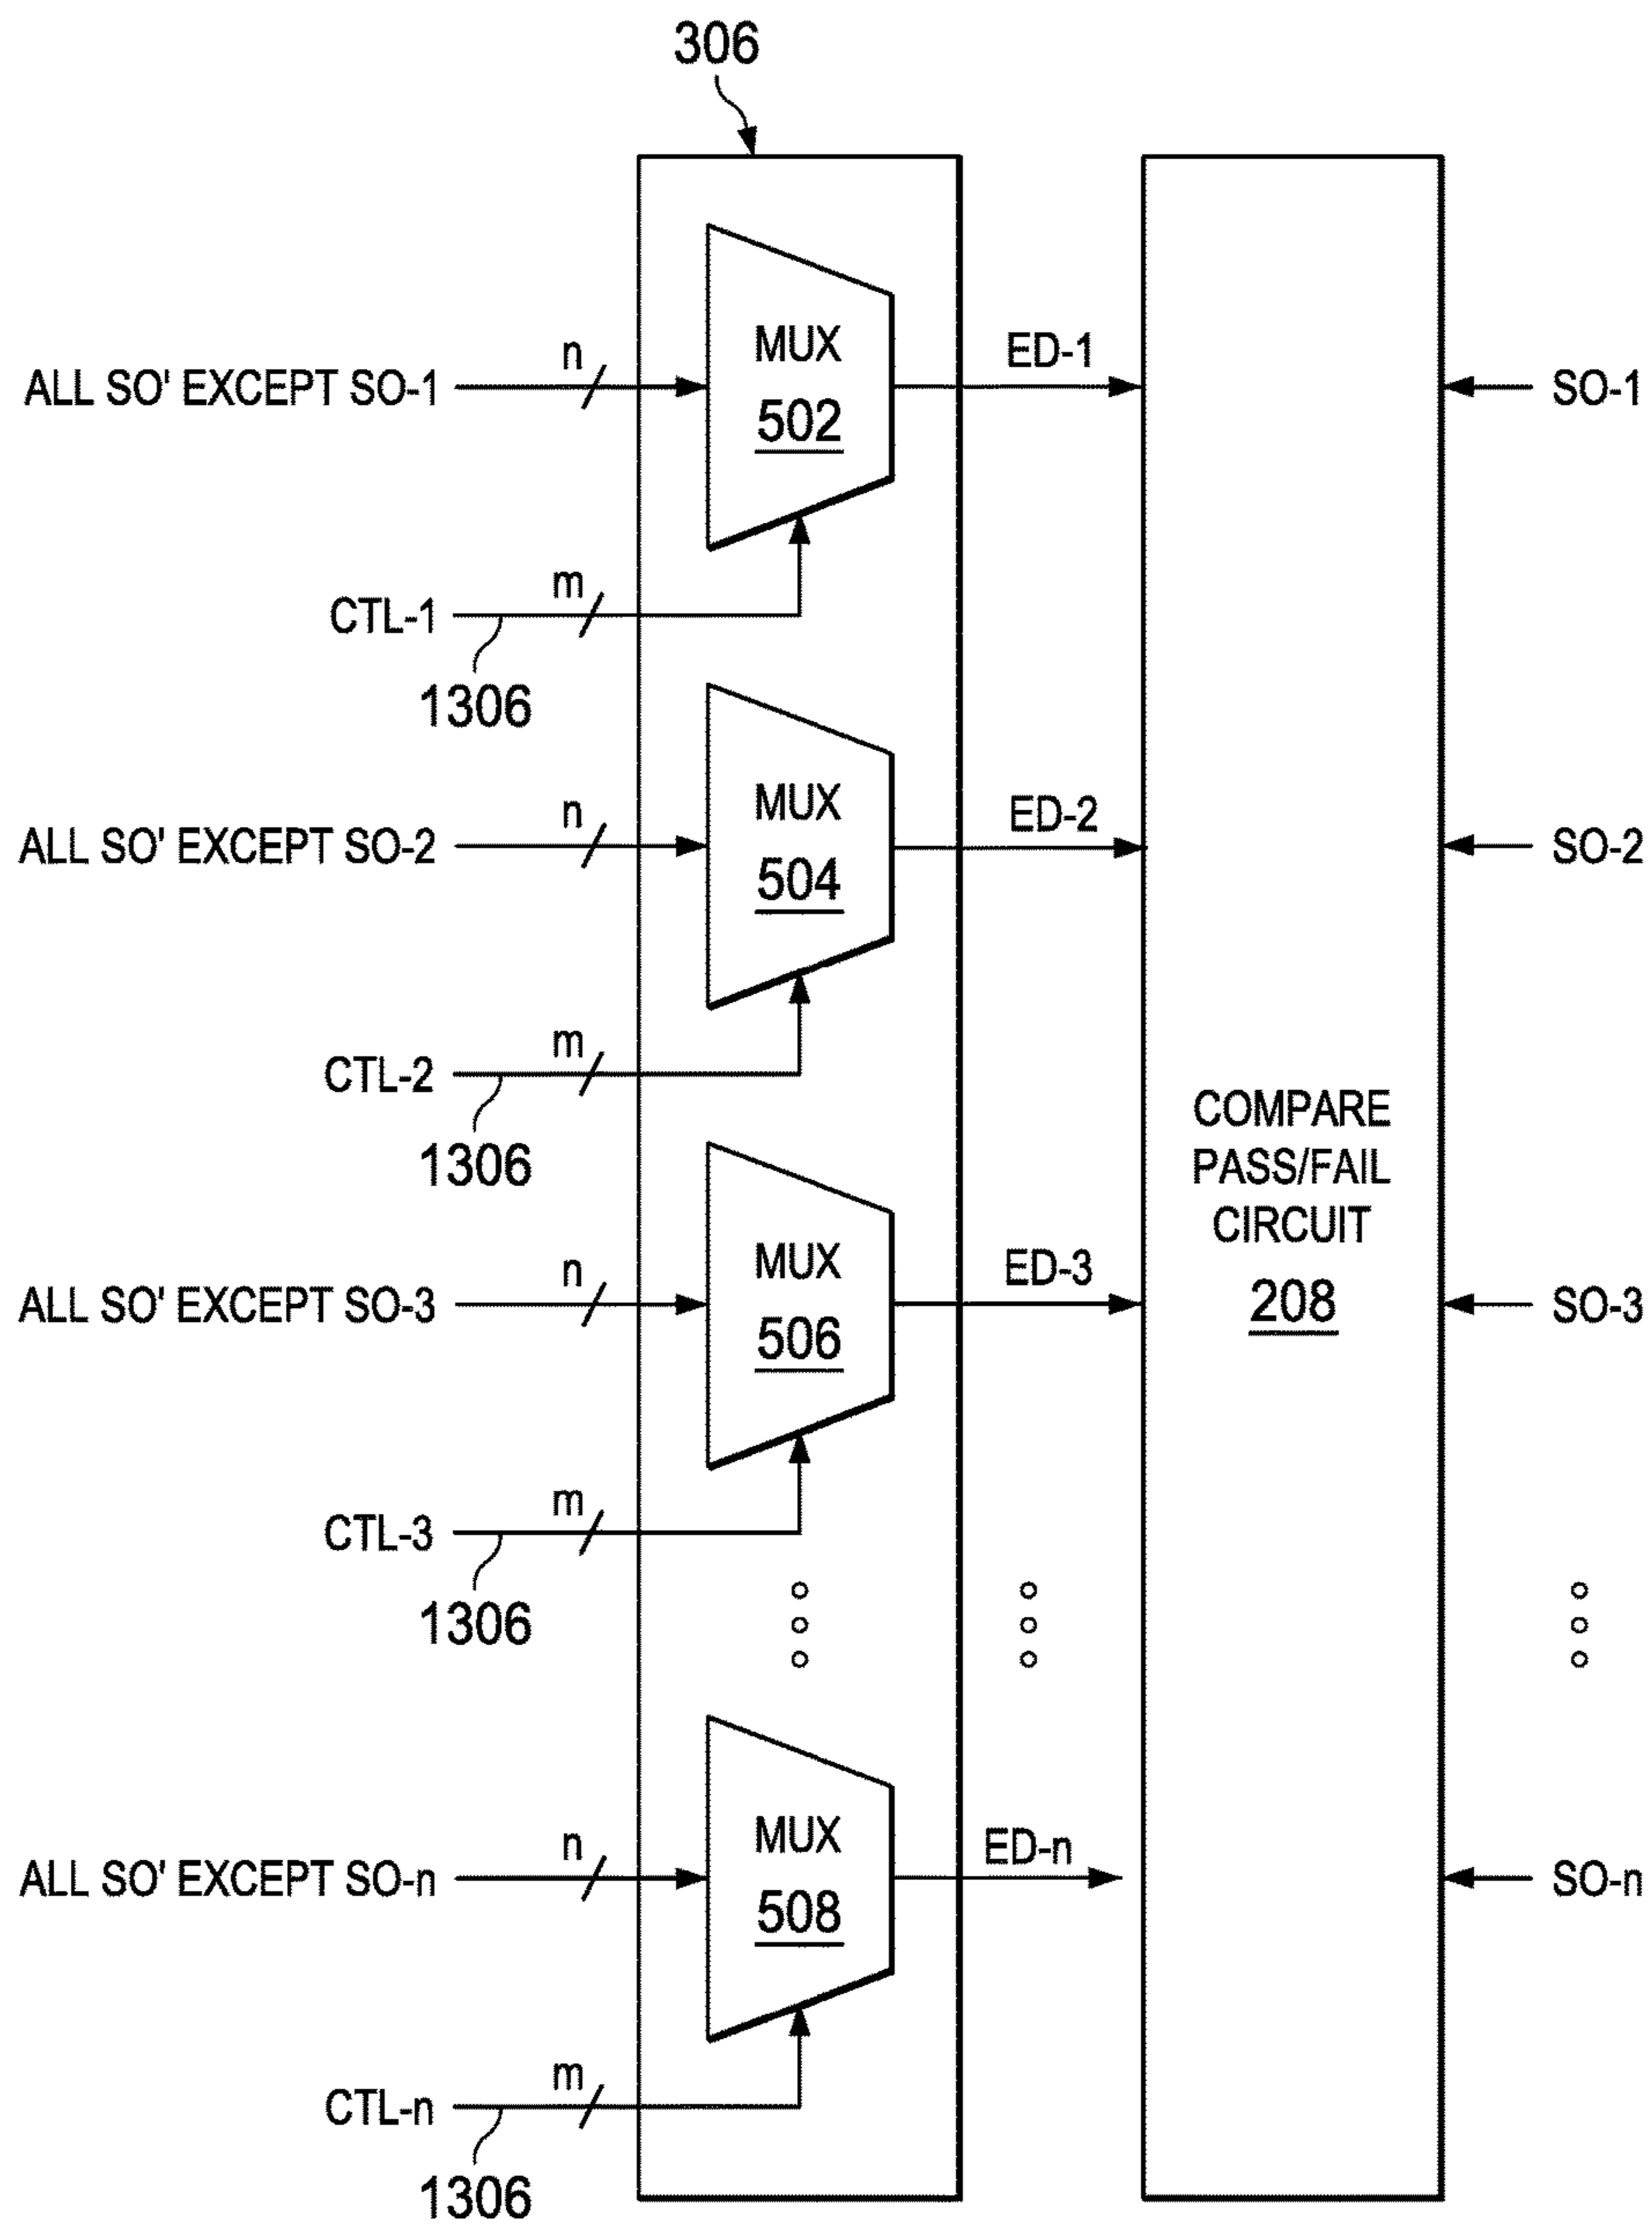 306
MUX
502
n
ALL SO' EXCEPT SO-1
ED-1
SO-1
m
CTL-1
1306
MUX
504
n
ALL SO' EXCEPT SO-2
ED-2
SO-2
m
CTL-2
1306
COMPARE
PASS/FAIL
CIRCUIT
208
MUX
506
n
ALL SO' EXCEPT SO-3
ED-3
SO-3
m
CTL-3
1306
MUX
508
n
ALL SO' EXCEPT SO-n
ED-n
SO-n
m
CTL-n
1306